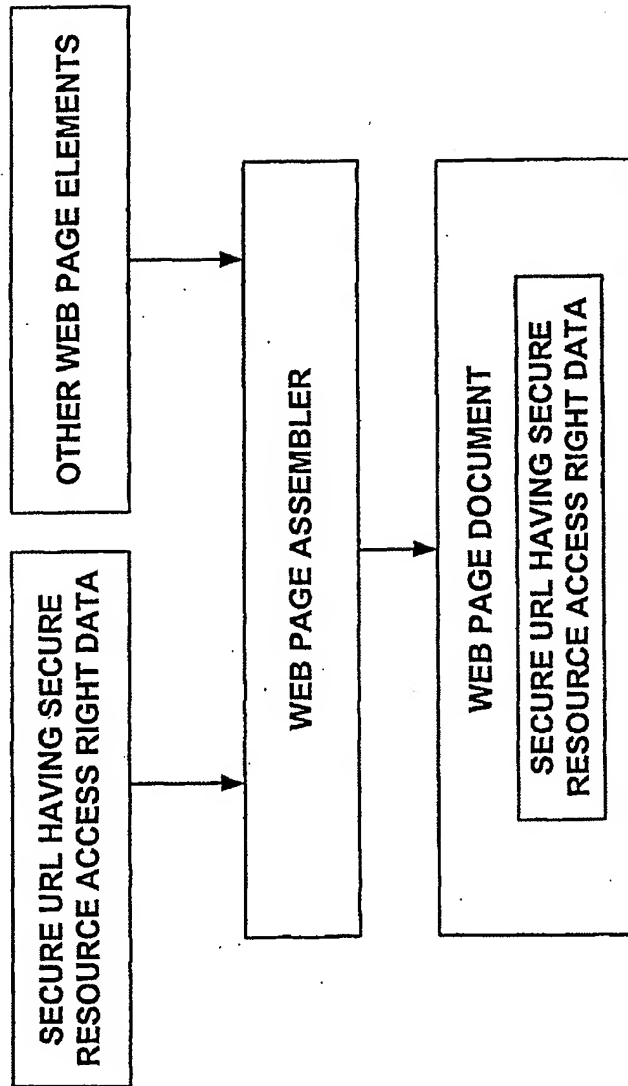 SECURE URL HAVING SECURE
RESOURCE ACCESS RIGHT DATA
OTHER WEB PAGE ELEMENTS
WEB PAGE ASSEMBLER
WEB PAGE DOCUMENT
SECURE URL HAVING SECURE
RESOURCE ACCESS RIGHT DATA